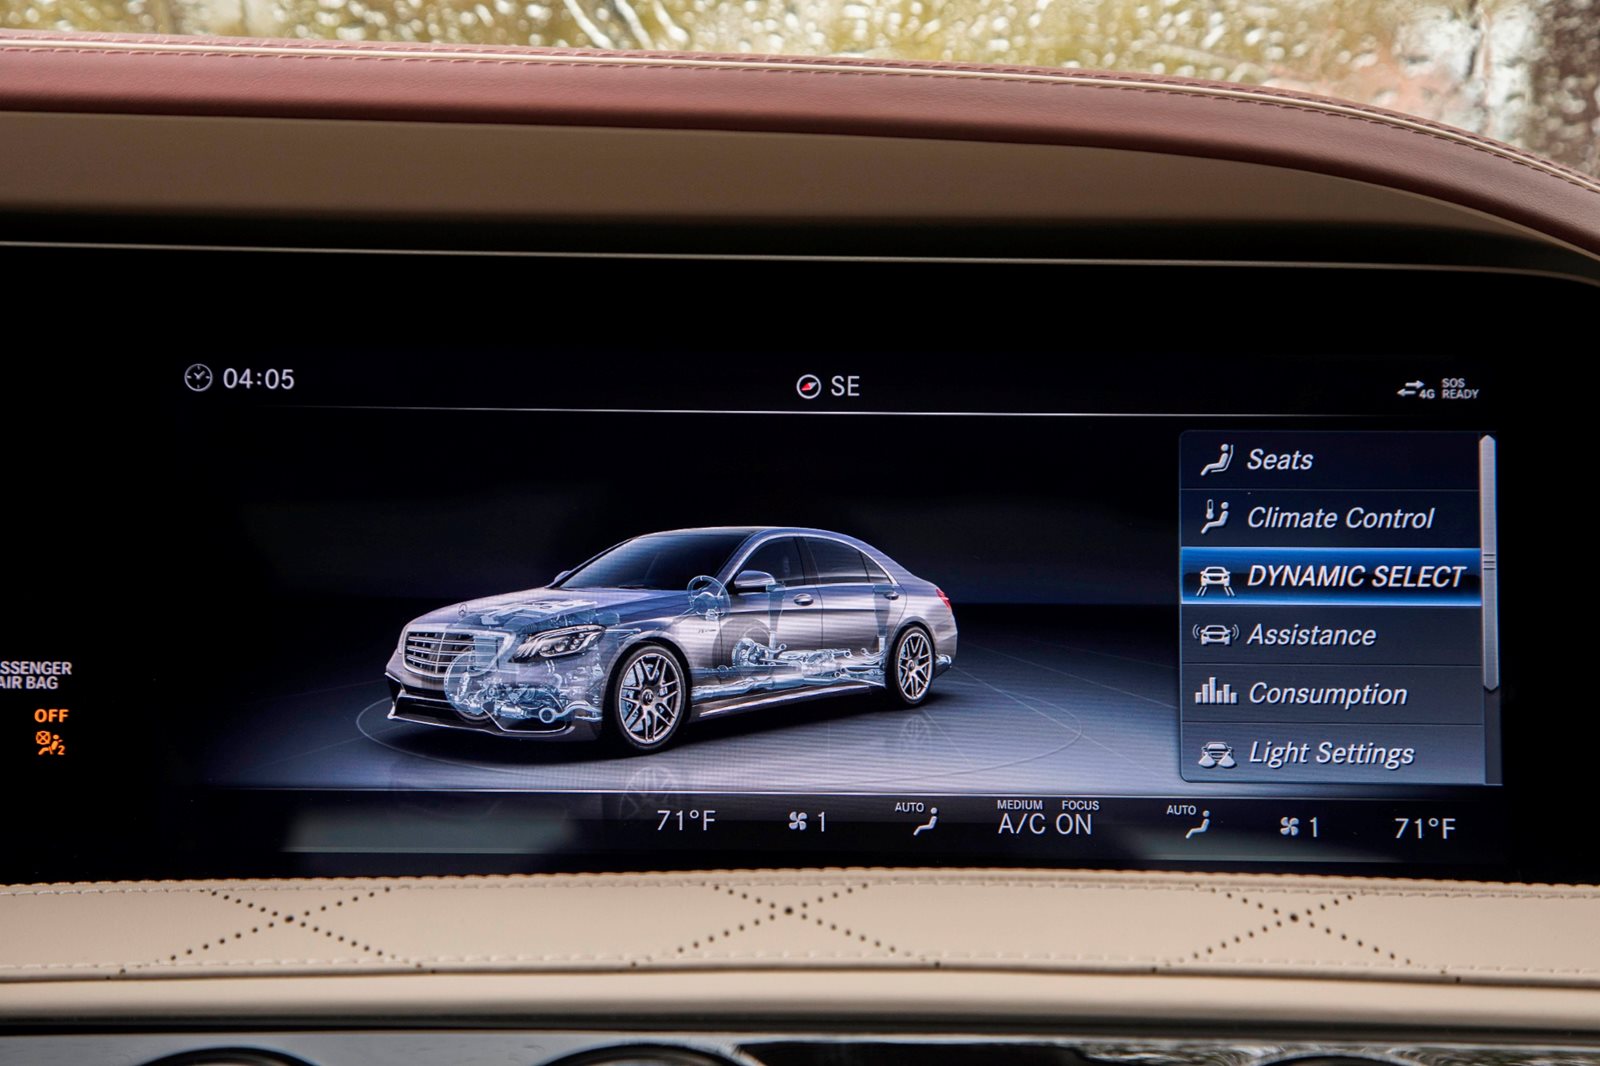 04:05
SE
4G
SOS
READY
Seats
Climate Control
DYNAMIC SELECT
Assistance
Consumption
Light Settings
SSENGER
AIR BAG
OFF
2
71°F
1
AUTO
MEDIUM FOCUS
A/C ON
AUTO
1
71°F